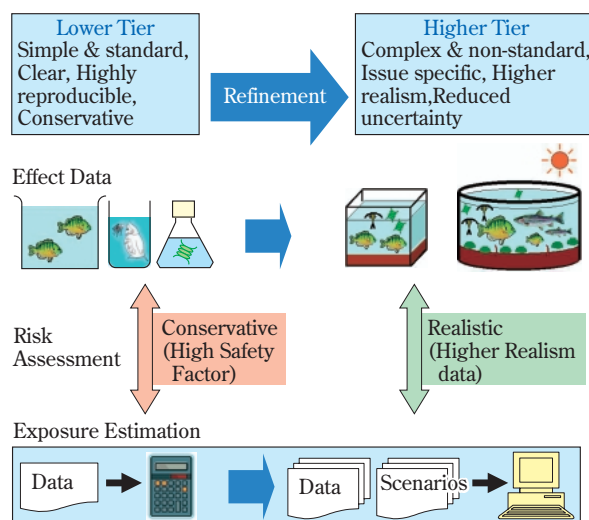 Lower Tier
Simple & standard,
Clear, Highly
reproducible,
Conservative
Refinement
Higher Tier
Complex & non-standard,
Issue specific, Higher
realism,Reduced
uncertainty
Effect Data
Risk
Assessment
Conservative
(High Safety
Factor)
Realistic
(Higher Realism
data)
Exposure Estimation
Data
Data
Scenarios